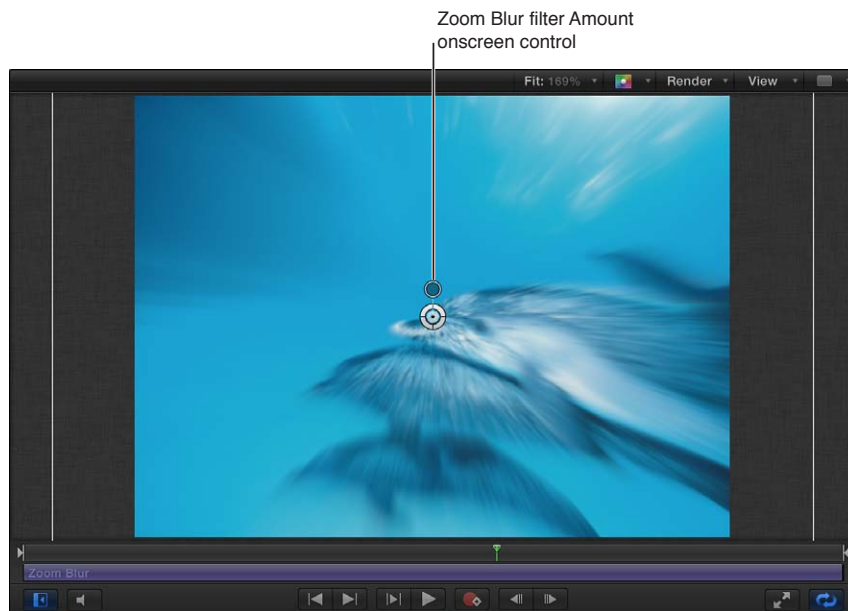 Zoom Blur filter Amount
onscreen control
Fit: 169% Render View
Zoom Blur